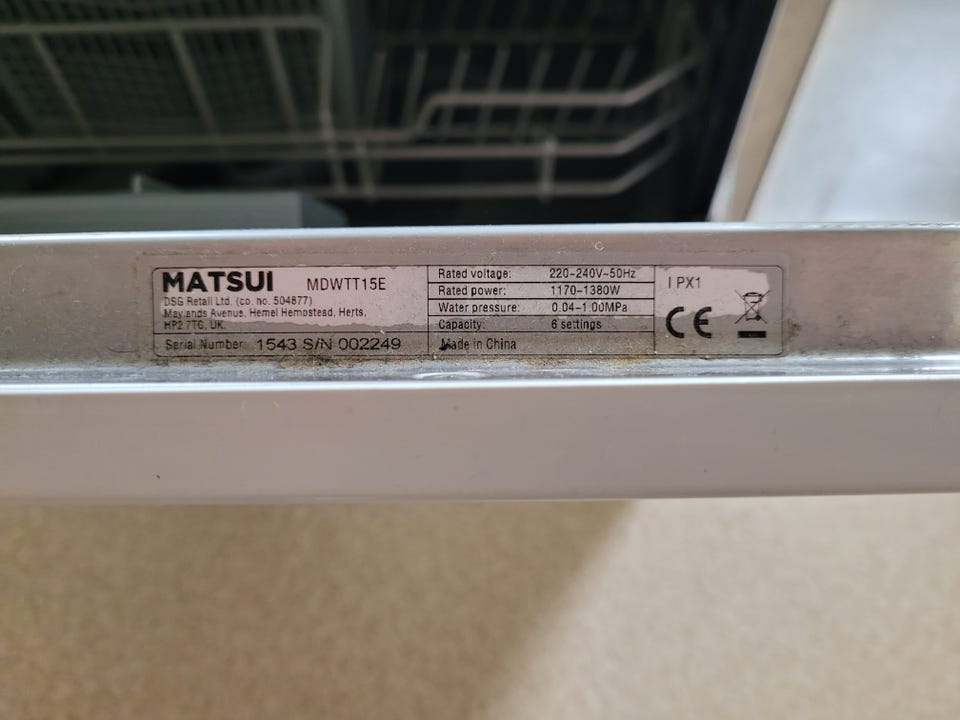 MATSUI MDWTT15E
DSG Retail Ltd. (co. no. 504877)
Maylands Avenue, Hemel Hempstead, Herts,
HP2 7TG, UK
Serial Number: 1543 S/N 002249
Rated voltage: 220-240V~50Hz
Rated power: 1170-1380W
Water pressure: 0.04-1.00MPa
Capacity: 6 settings
Made in China
IPX1
CE